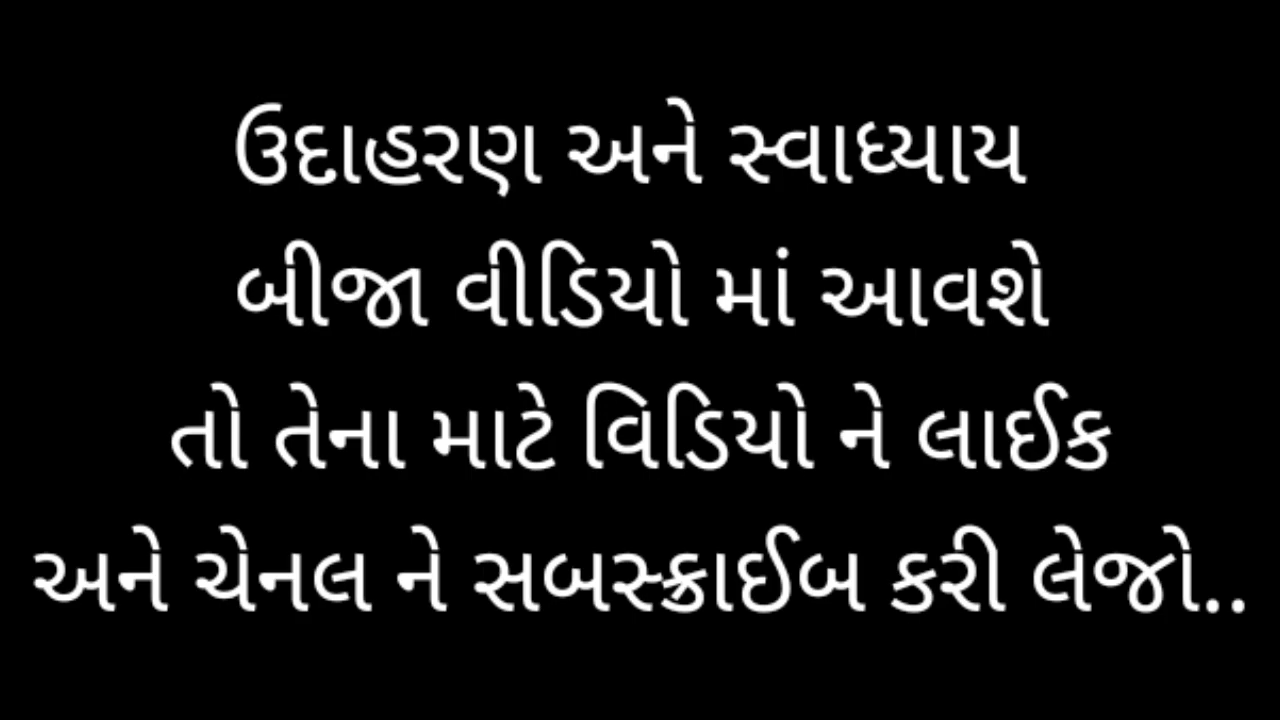 ઉદાહરણ અને સ્વાધ્યાય
બીજા વીડિયો માં આવશે
તો તેના માટે વિડિયો ને લાઈક
અને ચેનલ ને સબસ્ક્રાઈબ કરી લેજો..